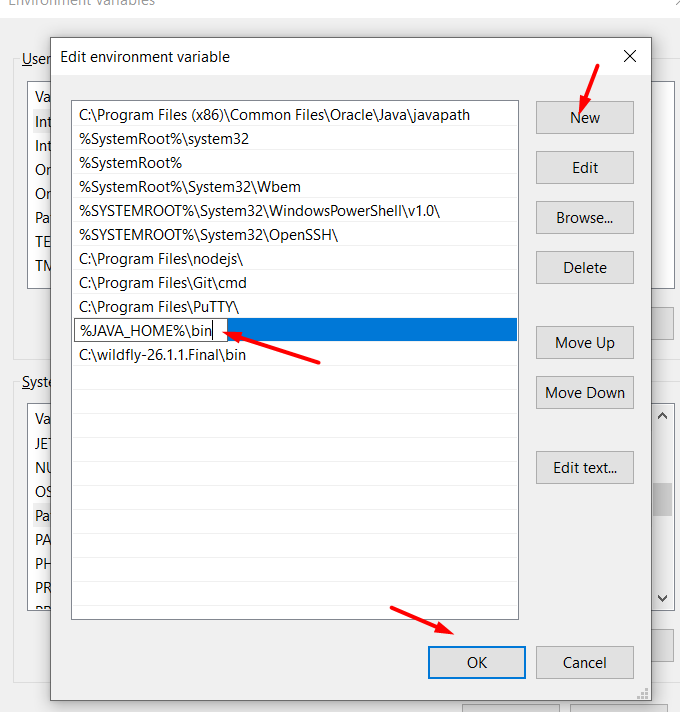 Environment Variables
Edit environment variable
User
Va
Int
Int
On
On
Pa
TE
TM
C:\Program Files (x86)\Common Files\Oracle\Java\javapath
%SystemRoot%\system32
%SystemRoot%
%SystemRoot%\System32\Wbem
%SYSTEMROOT%\System32\WindowsPowerShell\v1.0\
%SYSTEMROOT%\System32\OpenSSH\
C:\Program Files\nodejs\
C:\Program Files\Git\cmd
C:\Program Files\PuTTY\
%JAVA_HOME%\bin
C:\wildfly-26.1.1.Final\bin
New
Edit
Browse...
Delete
Move Up
Move Down
Edit text...
Syste
Va
JET
NU
OS
Pa
PA
PH
PR
OK
Cancel